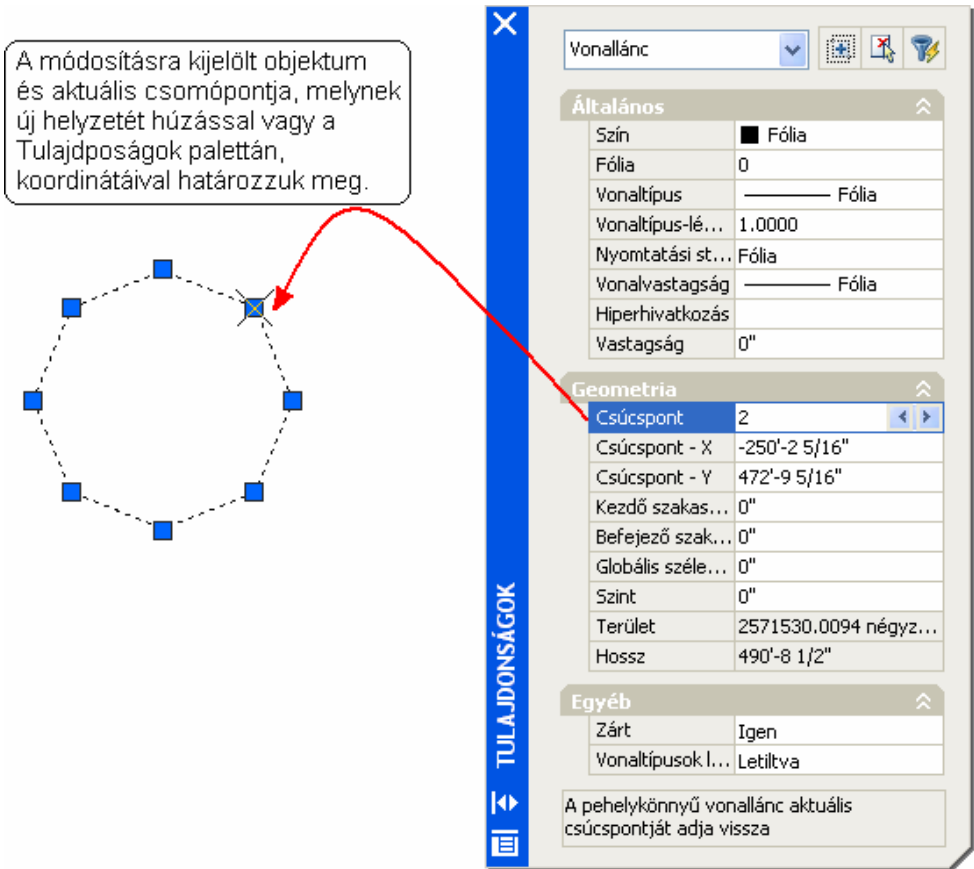 A módosításra kijelölt objektum
és aktuális csomópontja, melynek
új helyzetét húzással vagy a
Tulajdposágok palettán,
koordinátáival határozzuk meg.
TULAJDONSÁGOK
Vonallánc
Általános
Szín Fólia
Fólia 0
Vonaltípus Fólia
Vonaltípus-lé... 1.0000
Nyomtatási st... Fólia
Vonalvastagság Fólia
Hiperhivatkozás
Vastagság 0"
Geometria
Csúcspont 2
Csúcspont - X -250'-2 5/16"
Csúcspont - Y 472'-9 5/16"
Kezdő szakas... 0"
Befejező szak... 0"
Globális széle... 0"
Szint 0"
Terület 2571530.0094 négyz...
Hossz 490'-8 1/2"
Egyéb
Zárt Igen
Vonaltípusok l... Letiltva
A pehelykönnyű vonallánc aktuális
csúcspontját adja vissza